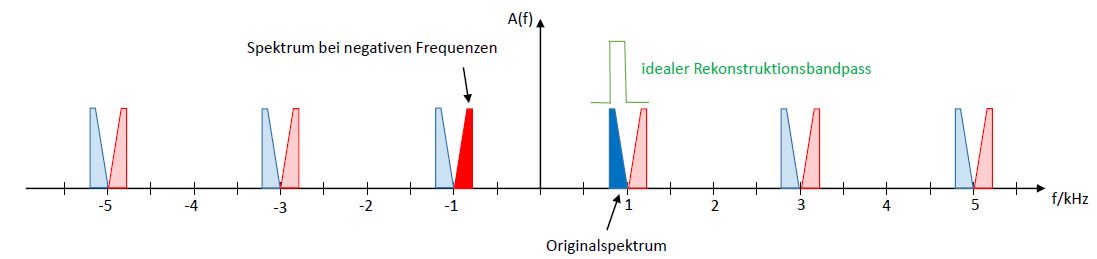 A(f)
Spektrum bei negativen Frequenzen
idealer Rekonstruktionsbandpass
-5 -4 -3 -2 -1 1 2 3 4 5 f/kHz
Originalspektrum